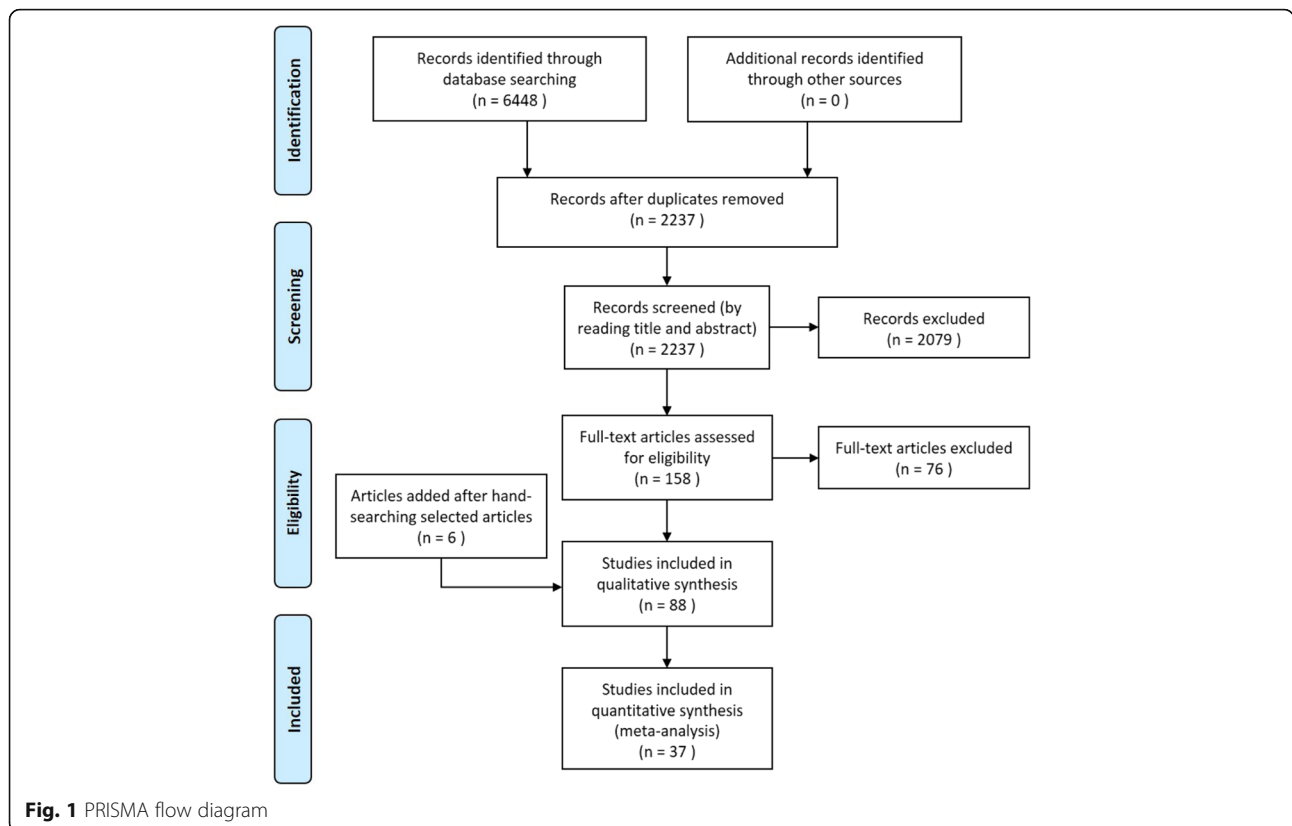 Identification
Records identified through
database searching
(n = 6448 )
Additional records identified
through other sources
(n = 0 )
Records after duplicates removed
(n = 2237 )
Screening
Records screened (by
reading title and abstract)
(n = 2237 )
Records excluded
(n = 2079 )
Eligibility
Full-text articles assessed
for eligibility
(n = 158 )
Full-text articles excluded
(n = 76 )
Articles added after hand-
searching selected articles
(n = 6 )
Studies included in
qualitative synthesis
(n = 88 )
Included
Studies included in
quantitative synthesis
(meta-analysis)
(n = 37 )
Fig. 1 PRISMA flow diagram